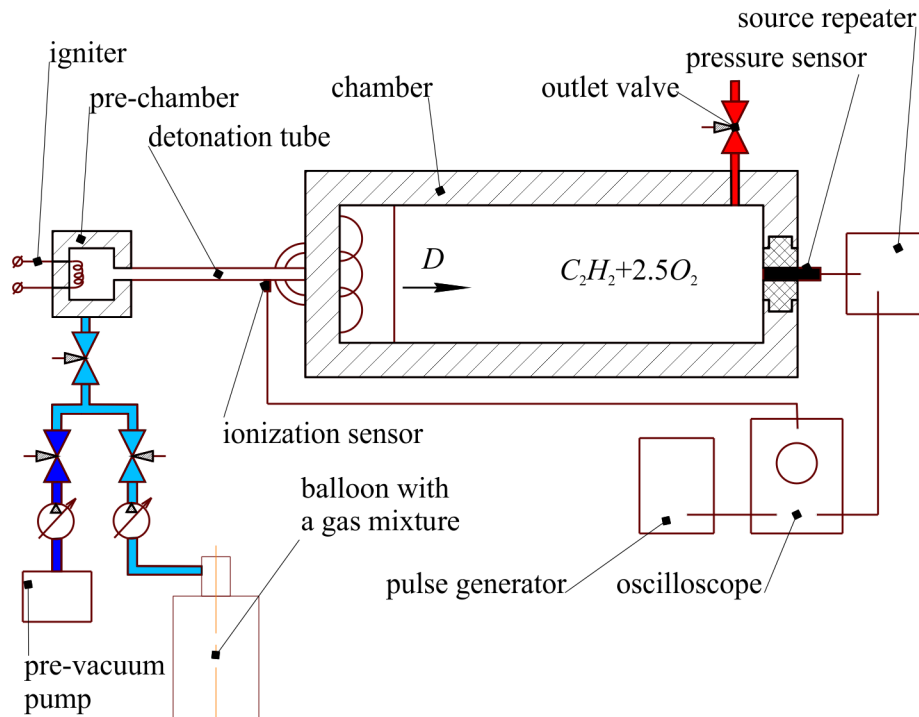 source repeater
igniter
pressure sensor
pre-chamber
chamber
outlet valve
detonation tube
D
C₂H₂+2.5O₂
ionization sensor
balloon with
a gas mixture
pulse generator
oscilloscope
pre-vacuum
pump